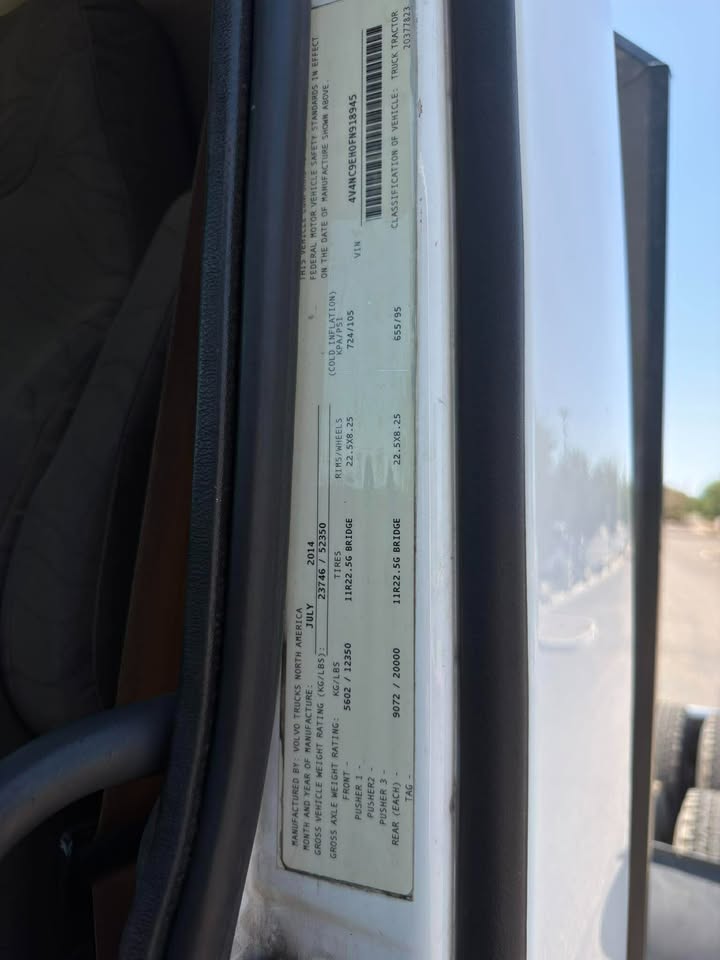 MANUFACTURED BY: VOLVO TRUCKS NORTH AMERICA
MONTH AND YEAR OF MANUFACTURE: JULY 2014
GROSS VEHICLE WEIGHT RATING (KG/LBS): 23746 / 52350
GROSS AXLE WEIGHT RATING: KG/LBS TIRES RIMS/WHEELS (COLD INFLATION) KPA/PSI
FRONT - 5602 / 12350 11R22.5G BRIDGE 22.5X8.25 724/105
PUSHER 1 -
PUSHER2 -
PUSHER 3 -
REAR (EACH) - 9072 / 20000 11R22.5G BRIDGE 22.5X8.25 655/95
TAG -
THIS VEHICLE
FEDERAL MOTOR VEHICLE SAFETY STANDARDS IN EFFECT
ON THE DATE OF MANUFACTURE SHOWN ABOVE.
VIN 4V4NC9EH0FN918945
CLASSIFICATION OF VEHICLE: TRUCK TRACTOR
20377823